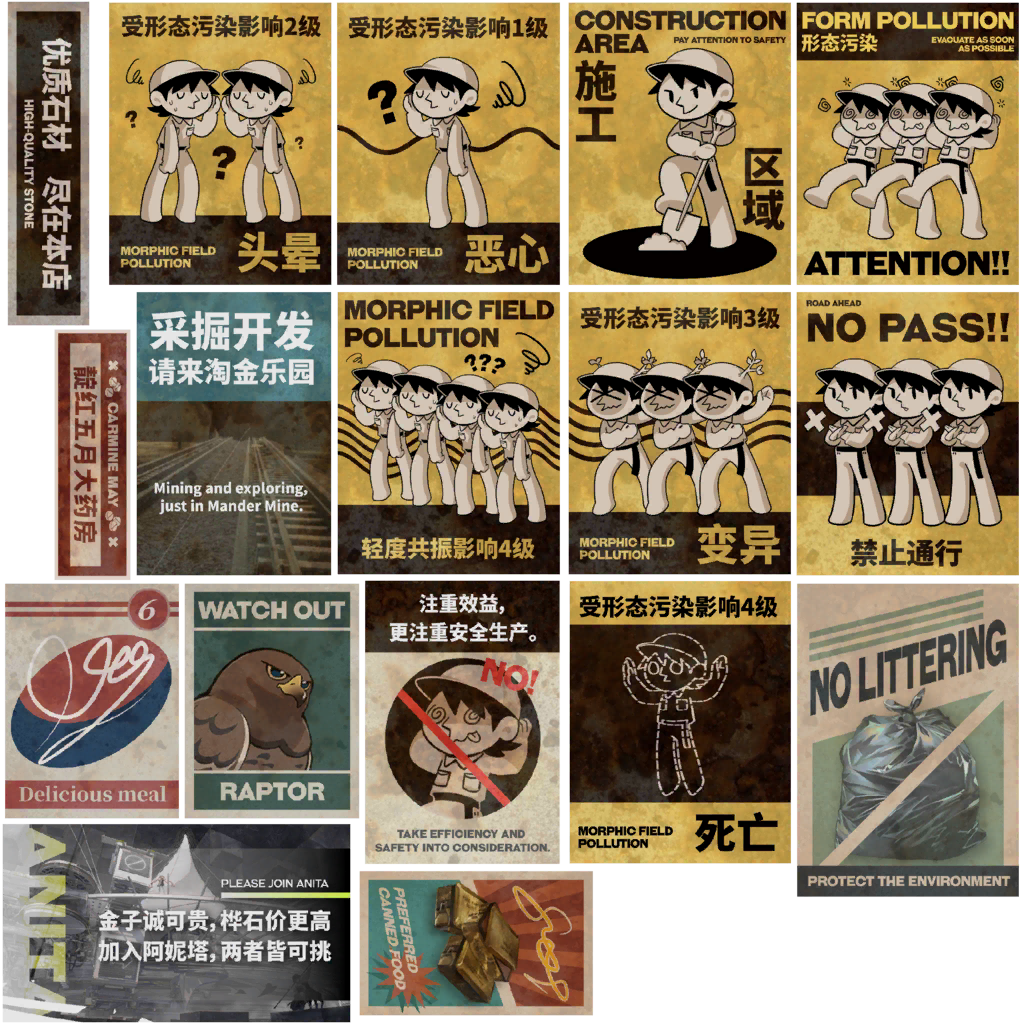 优质石材 尽在本店
HIGH-QUALITY STONE
受形态污染影响2级
?
?
?
MORPHIC FIELD
POLLUTION
头晕
受形态污染影响1级
?
MORPHIC FIELD
POLLUTION
恶心
CONSTRUCTION
AREA
PAY ATTENTION TO SAFETY
施工
区域
FORM POLLUTION
形态污染
EVACUATE AS SOON
AS POSSIBLE
ATTENTION!!
CARMINE MAY
靛红五月大药房
采掘开发
请来淘金乐园
Mining and exploring,
just in Mander Mine.
MORPHIC FIELD
POLLUTION
???
轻度共振影响4级
受形态污染影响3级
MORPHIC FIELD
POLLUTION
变异
ROAD AHEAD
NO PASS!!
禁止通行
6
Delicious meal
WATCH OUT
RAPTOR
注重效益,
更注重安全生产。
NO!
TAKE EFFICIENCY AND
SAFETY INTO CONSIDERATION.
受形态污染影响4级
MORPHIC FIELD
POLLUTION
死亡
NO LITTERING
PROTECT THE ENVIRONMENT
ANITA
PLEASE JOIN ANITA
金子诚可贵,桦石价更高
加入阿妮塔,两者皆可挑
PREFERRED
CANNED FOOD